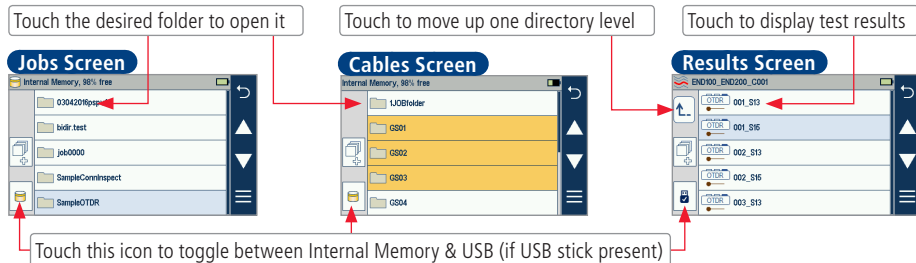 Touch the desired folder to open it
Touch to move up one directory level
Touch to display test results
Jobs Screen
Internal Memory, 98% free
bidir.test
job0000
SampleConnInspect
SampleOTDR
Cables Screen
Internal Memory, 98% free
1JOBfolder
GS01
GS02
GS03
GS04
Results Screen
END100_END200_C001
OTDR 001_S13
OTDR 001_S15
OTDR 002_S13
OTDR 002_S15
OTDR 003_S13
Touch this icon to toggle between Internal Memory & USB (if USB stick present)